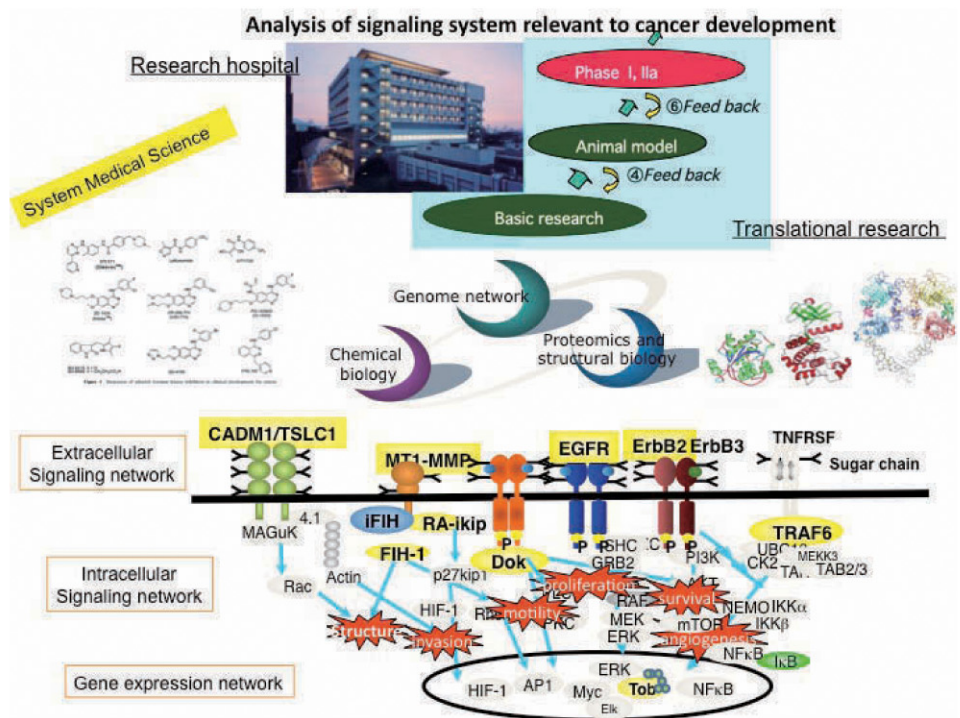 Analysis of signaling system relevant to cancer development
Research hospital
Phase I, IIa
⑥Feed back
System Medical Science
Animal model
④Feed back
Basic research
Translational research
Genome network
Chemical
biology
Proteomics and
structural biology
CADM1/TSLC1
Extracellular
Signaling network
MT1-MMP
EGFR
ErbB2 ErbB3
TNFRSF
Sugar chain
MAGuK
4.1
iFIH
RA-ikip
P
P
P
P
SHC
GRB2
PI3K
TRAF6
CK2
MEKK3
TAB2/3
FIH-1
Dok
Intracellular
Signaling network
Rac
Actin
p27kip1
proliferation
survival
HIF-1
motility
RAF
MEK
ERK
mTOR
NEMO
IKKα
IKKβ
structure
invasion
angiogenesis
NFκB
IκB
Gene expression network
HIF-1
AP1
Myc
ERK
Elk
Tob
NFκB